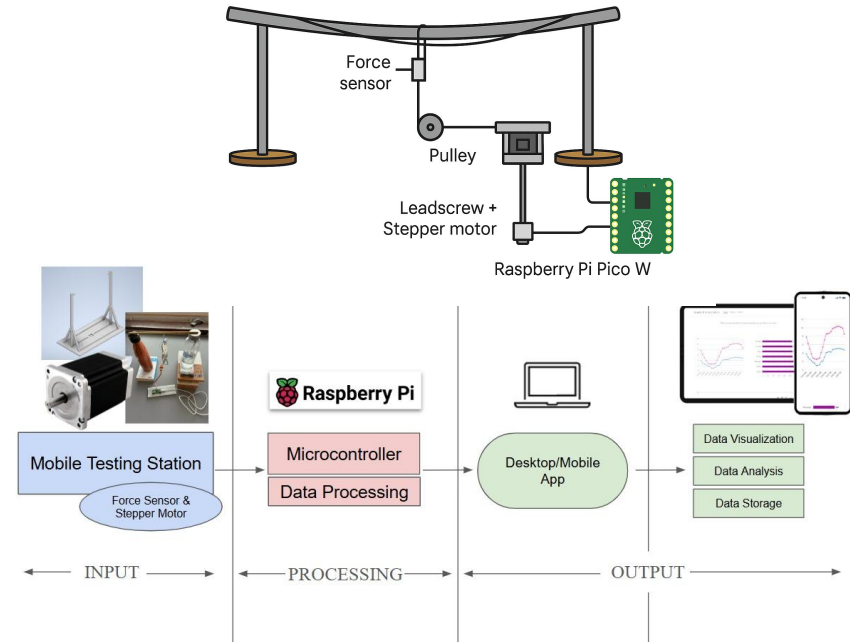 Force
sensor
Pulley
Leadscrew +
Stepper motor
Raspberry Pi Pico W
Raspberry Pi
Mobile Testing Station
Force Sensor &
Stepper Motor
Microcontroller
Data Processing
Desktop/Mobile
App
Data Visualization
Data Analysis
Data Storage
INPUT
PROCESSING
OUTPUT